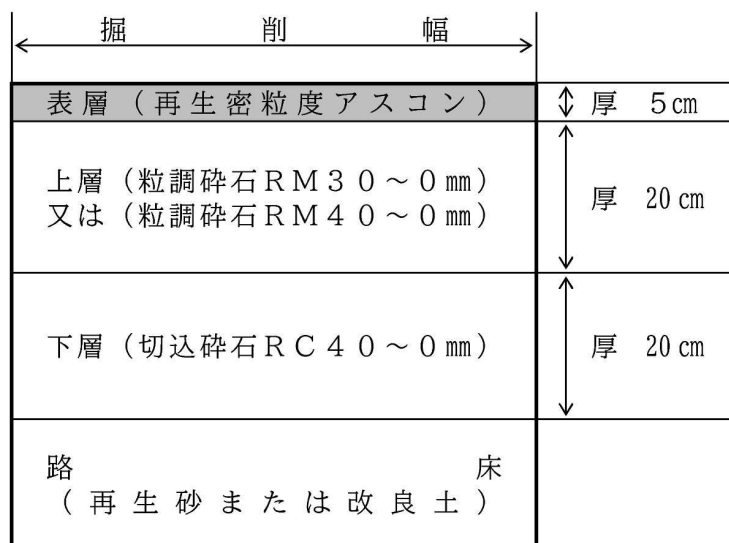 掘削幅
表層（再生密粒度アスコン）
厚 5㎝
上層（粒調砕石ＲＭ３０～０㎜）
又は（粒調砕石ＲＭ４０～０㎜）
厚 20㎝
下層（切込砕石ＲＣ４０～０㎜）
厚 20㎝
路床
（再生砂または改良土）